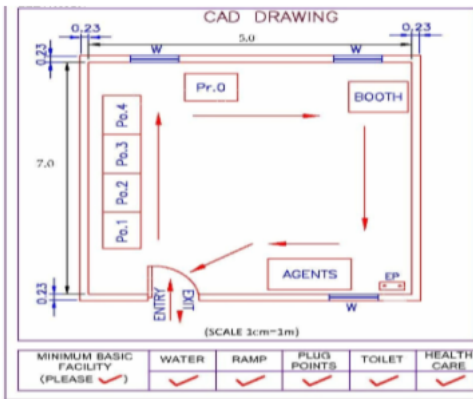 CAD DRAWING
0.23
5.0
0.23
W
W
0.23
Pr.O
BOOTH
Po.4
Po.3
7.0
Po.2
Po.1
AGENTS
EP
0.23
ENTRY
EXIT
W
(SCALE 1cm=1m)
MINIMUM BASIC
FACILITY
(PLEASE ✓)
WATER
RAMP
PLUG
POINTS
TOILET
HEALTH
CARE